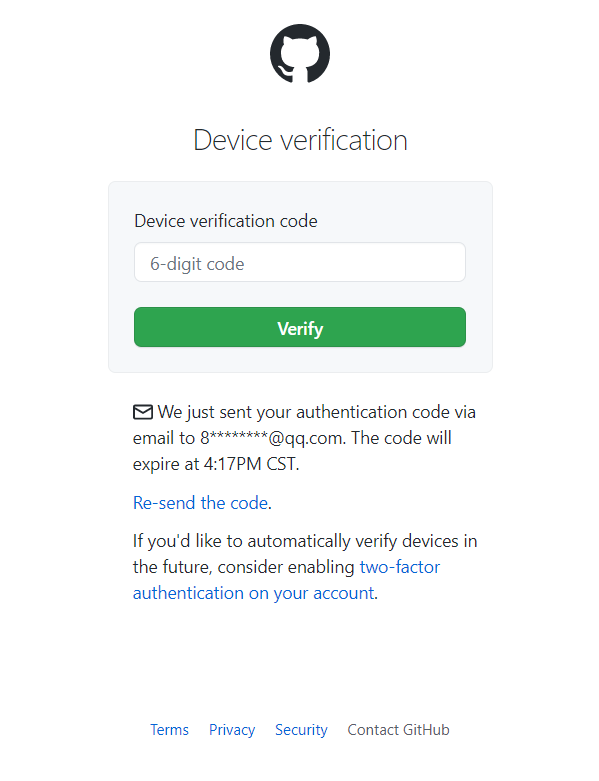 Device verification
Device verification code
6-digit code
Verify
We just sent your authentication code via
email to 8********@qq.com. The code will
expire at 4:17PM CST.
Re-send the code.
If you'd like to automatically verify devices in
the future, consider enabling two-factor
authentication on your account.
Terms Privacy Security Contact GitHub